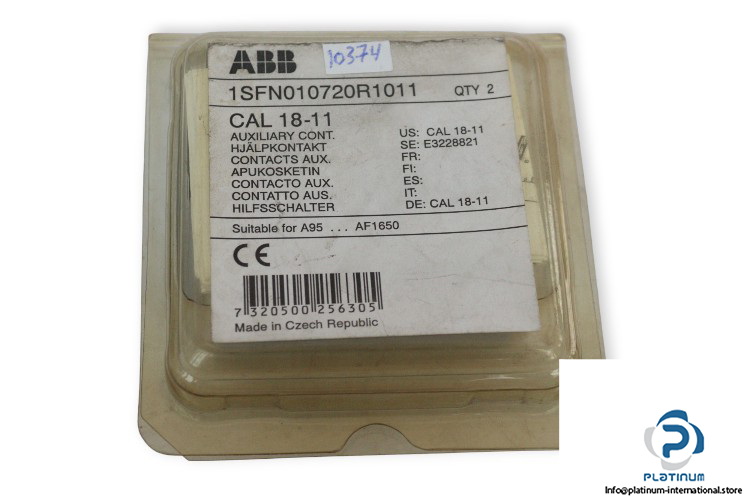 ABB
10374
1SFN010720R1011 QTY 2
CAL 18-11
AUXILIARY CONT. US: CAL 18-11
HJÄLPKONTAKT SE: E3228821
CONTACTS AUX. FR:
APUKOSKETIN FI:
CONTACTO AUX. ES:
CONTATTO AUS. IT:
HILFSSCHALTER DE: CAL 18-11
Suitable for A95 ... AF1650
CE
7 320500 256305
Made in Czech Republic
PLATINUM
Info@platinum-international.store